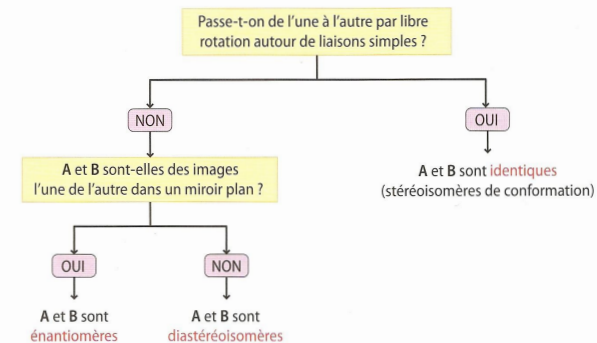 Passe-t-on de l'une à l'autre par libre
rotation autour de liaisons simples ?
NON
OUI
A et B sont-elles des images
l'une de l'autre dans un miroir plan ?
A et B sont identiques
(stéréoisomères de conformation)
OUI
NON
A et B sont
énantiomères
A et B sont
diastéréoisomères